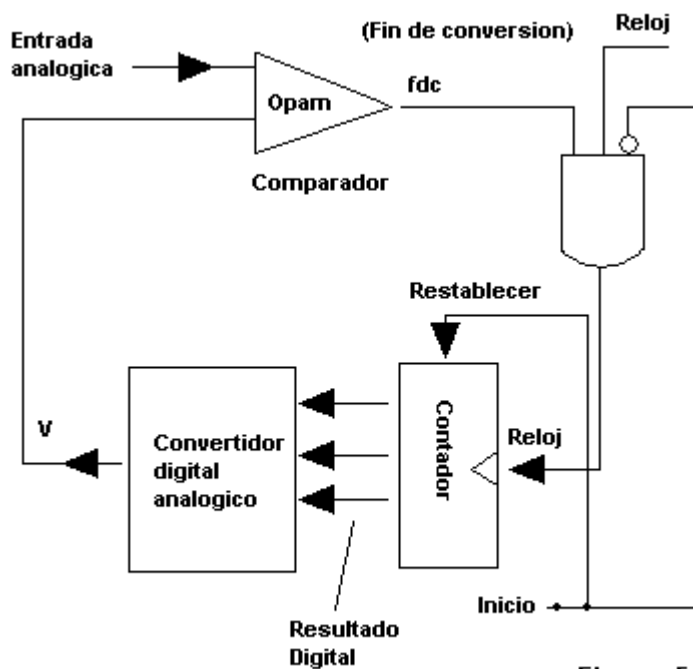 Entrada
analogica
(Fin de conversion)
Reloj
fdc
Opam
Comparador
Restablecer
Contador
Reloj
V
Convertidor
digital
analogico
Inicio
Resultado
Digital